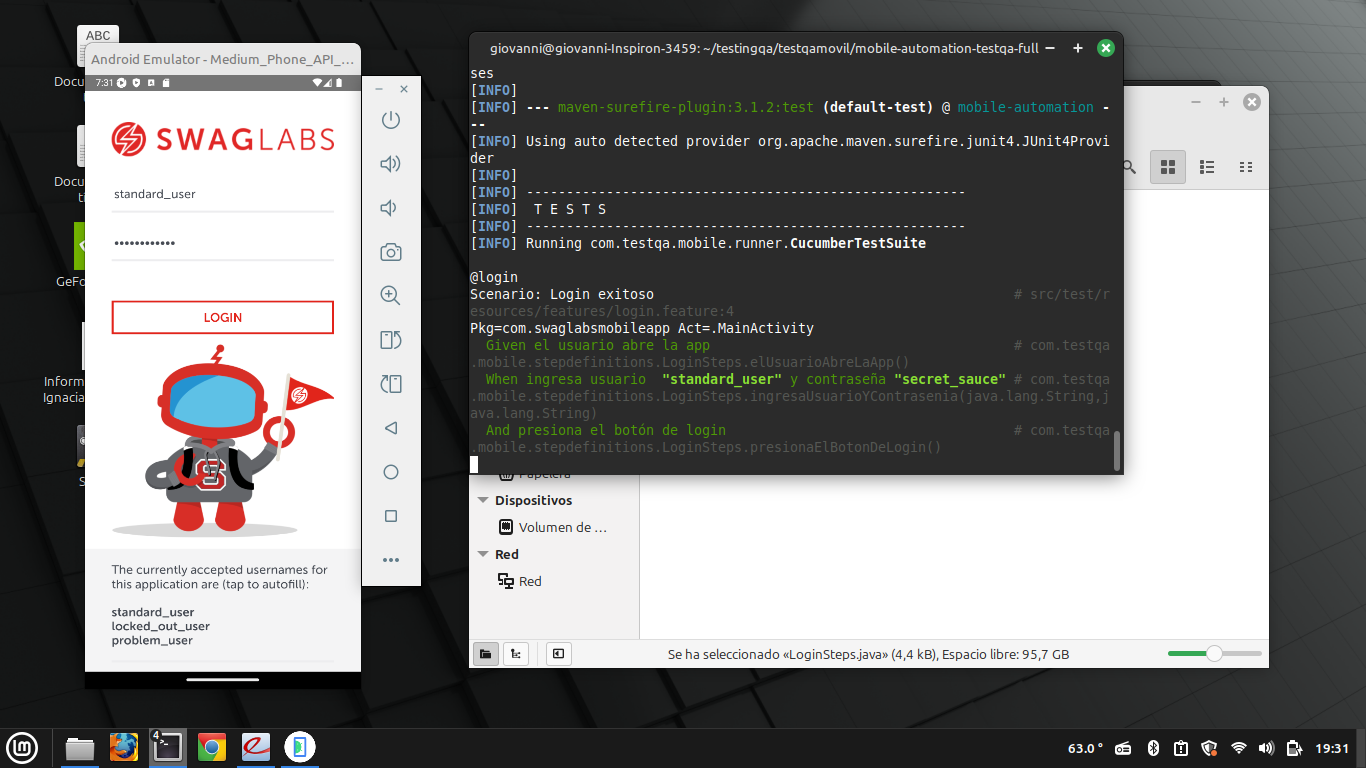 ABC
Docu
Docu
ti
GeFo
Inform
Ignacia
S
Android Emulator - Medium_Phone_API_...
7:31
SWAGLABS
standard_user
••••••••••••
LOGIN
The currently accepted usernames for
this application are (tap to autofill):
standard_user
locked_out_user
problem_user
giovanni@giovanni-Inspiron-3459: ~/testingqa/testqamovil/mobile-automation-testqa-full
ses
[INFO]
[INFO] --- maven-surefire-plugin:3.1.2:test (default-test) @ mobile-automation -
--
[INFO] Using auto detected provider org.apache.maven.surefire.junit4.JUnit4Provi
der
[INFO]
[INFO] -------------------------------------------------------
[INFO]  T E S T S
[INFO] -------------------------------------------------------
[INFO] Running com.testqa.mobile.runner.CucumberTestSuite
@login
Scenario: Login exitoso # src/test/r
esources/features/login.feature:4
Pkg=com.swaglabsmobileapp Act=.MainActivity
Given el usuario abre la app # com.testqa
.mobile.stepdefinitions.LoginSteps.elUsuarioAbreLaApp()
When ingresa usuario  "standard_user" y contraseña "secret_sauce" # com.testqa
.mobile.stepdefinitions.LoginSteps.ingresaUsuarioYContrasenia(java.lang.String,j
ava.lang.String)
And presiona el botón de login # com.testqa
.mobile.stepdefinitions.LoginSteps.presionaElBotonDeLogin()
Papelera
Dispositivos
Volumen de ...
Red
Red
Se ha seleccionado «LoginSteps.java» (4,4 kB), Espacio libre: 95,7 GB
4
63.0 °
19:31